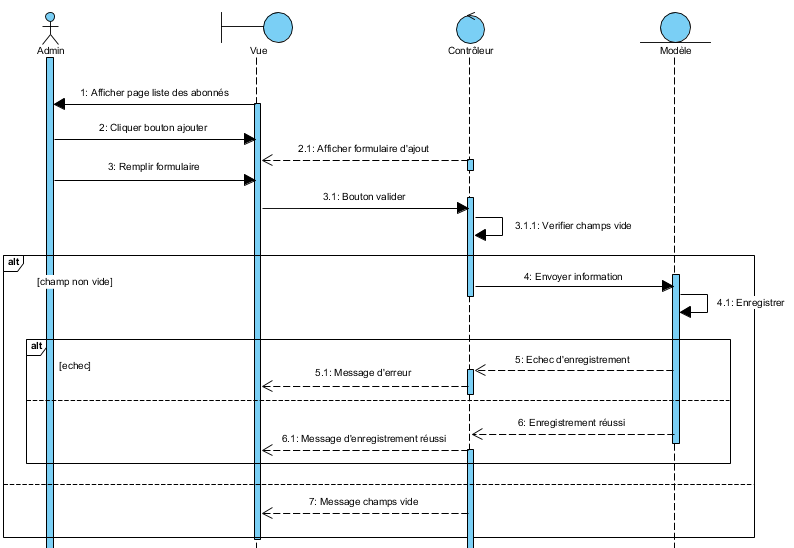 Admin
Vue
Contrôleur
Modèle
1: Afficher page liste des abonnés
2: Cliquer bouton ajouter
2.1: Afficher formulaire d'ajout
3: Remplir formulaire
3.1: Bouton valider
3.1.1: Verifier champs vide
alt
[champ non vide]
4: Envoyer information
4.1: Enregistrer
alt
[echec]
5: Echec d'enregistrement
5.1: Message d'erreur
6: Enregistrement réussi
6.1: Message d'enregistrement réussi
7: Message champs vide